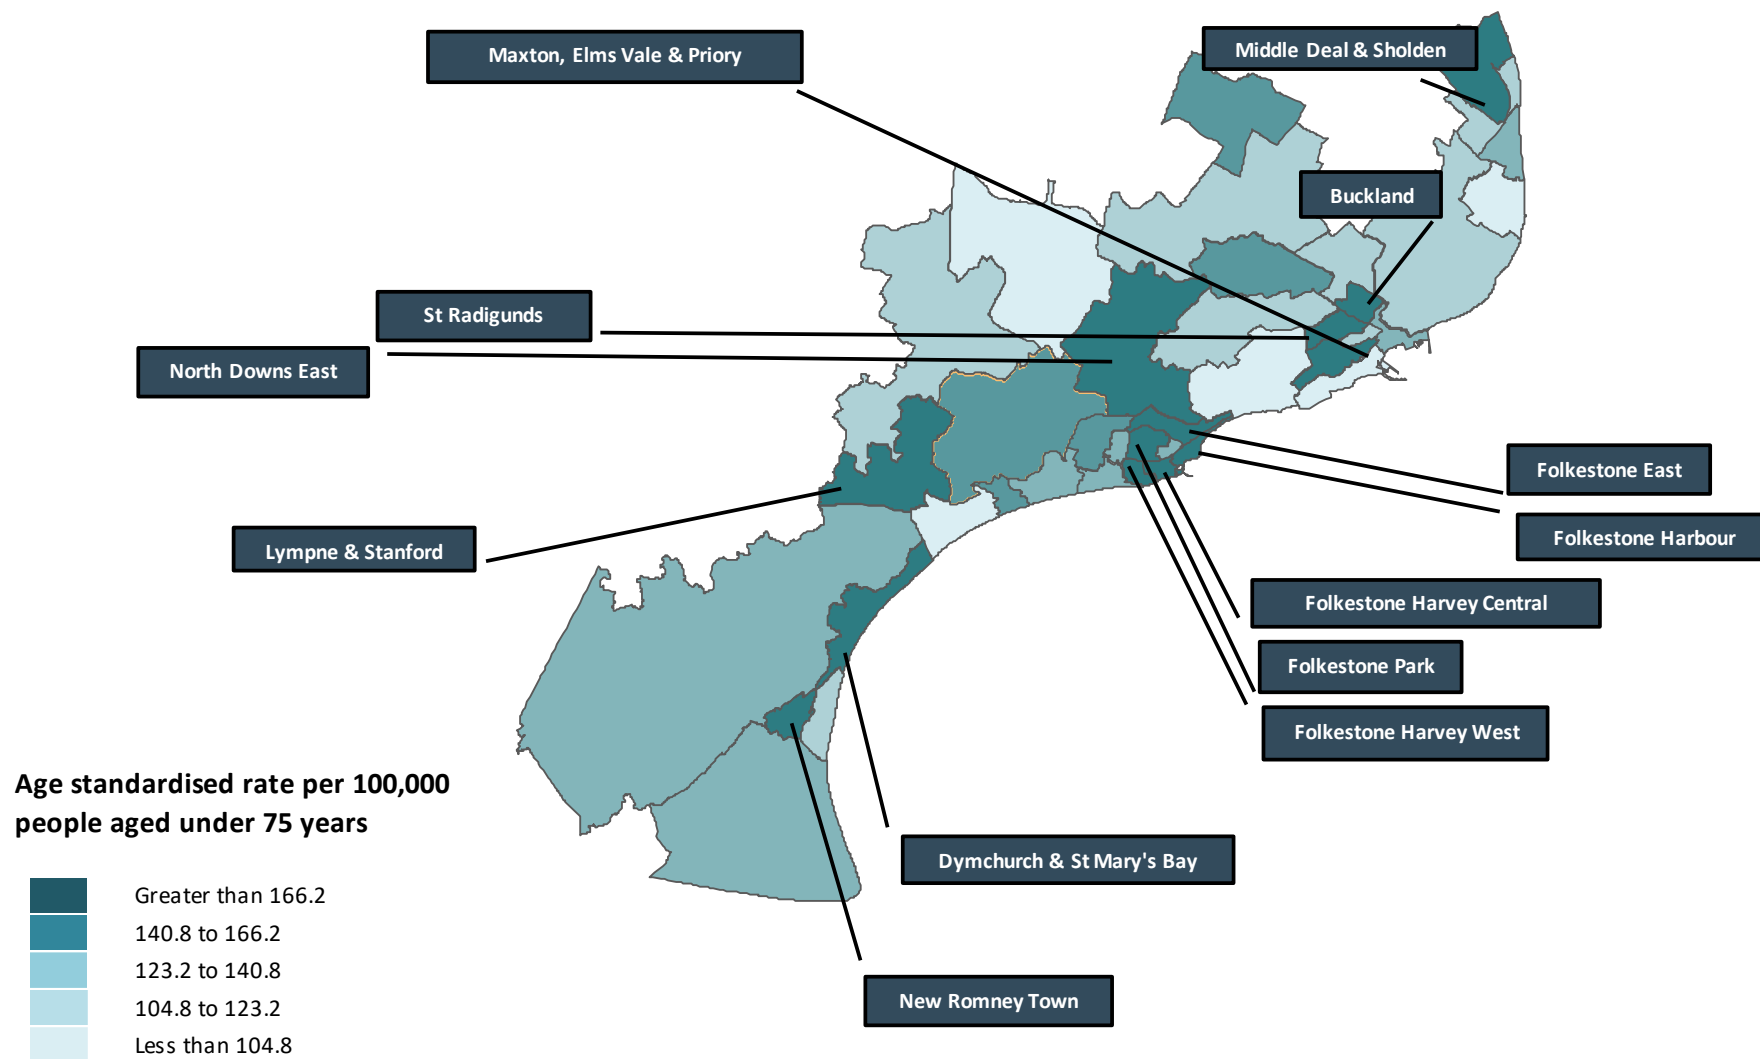 Maxton, Elms Vale & Priory
Middle Deal & Sholden
Buckland
St Radigunds
North Downs East
Folkestone East
Folkestone Harbour
Lympne & Stanford
Folkestone Harvey Central
Folkestone Park
Folkestone Harvey West
Age standardised rate per 100,000
people aged under 75 years
Dymchurch & St Mary's Bay
Greater than 166.2
140.8 to 166.2
123.2 to 140.8
104.8 to 123.2
Less than 104.8
New Romney Town